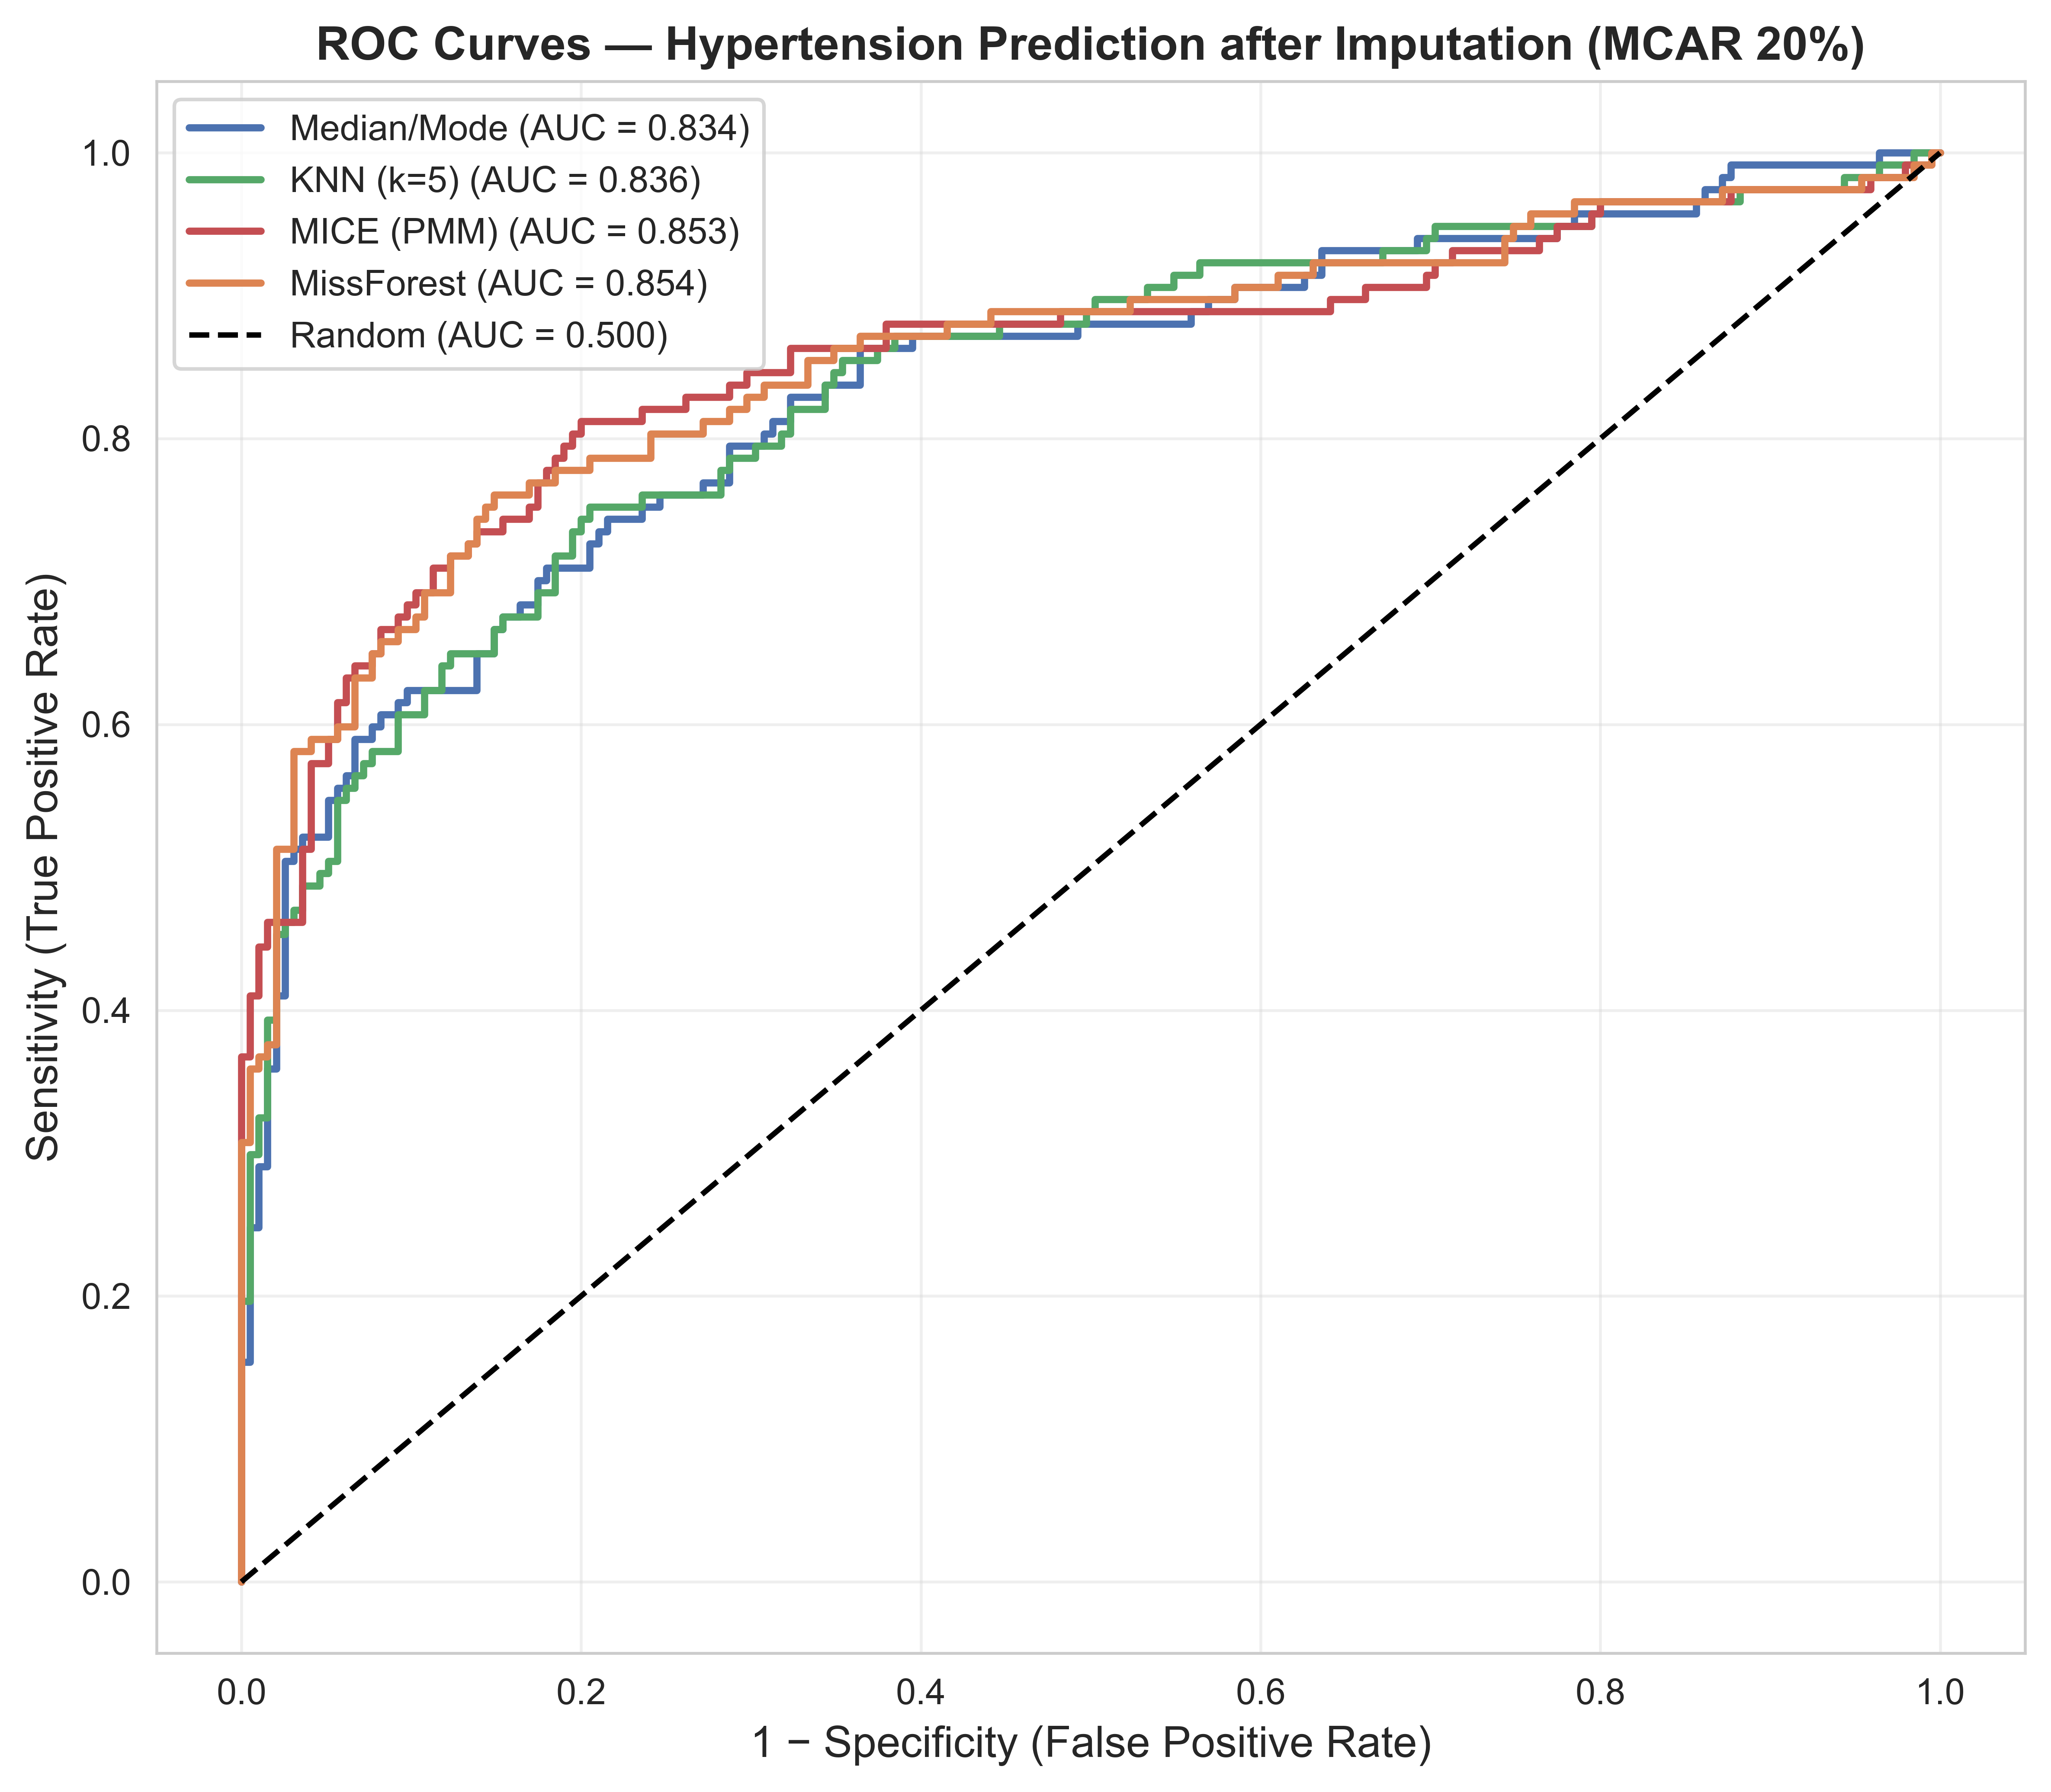 ROC Curves — Hypertension Prediction after Imputation (MCAR 20%)
Median/Mode (AUC = 0.834)
KNN (k=5) (AUC = 0.836)
MICE (PMM) (AUC = 0.853)
MissForest (AUC = 0.854)
Random (AUC = 0.500)
Sensitivity (True Positive Rate)
1.0
0.8
0.6
0.4
0.2
0.0
0.0 0.2 0.4 0.6 0.8 1.0
1 − Specificity (False Positive Rate)